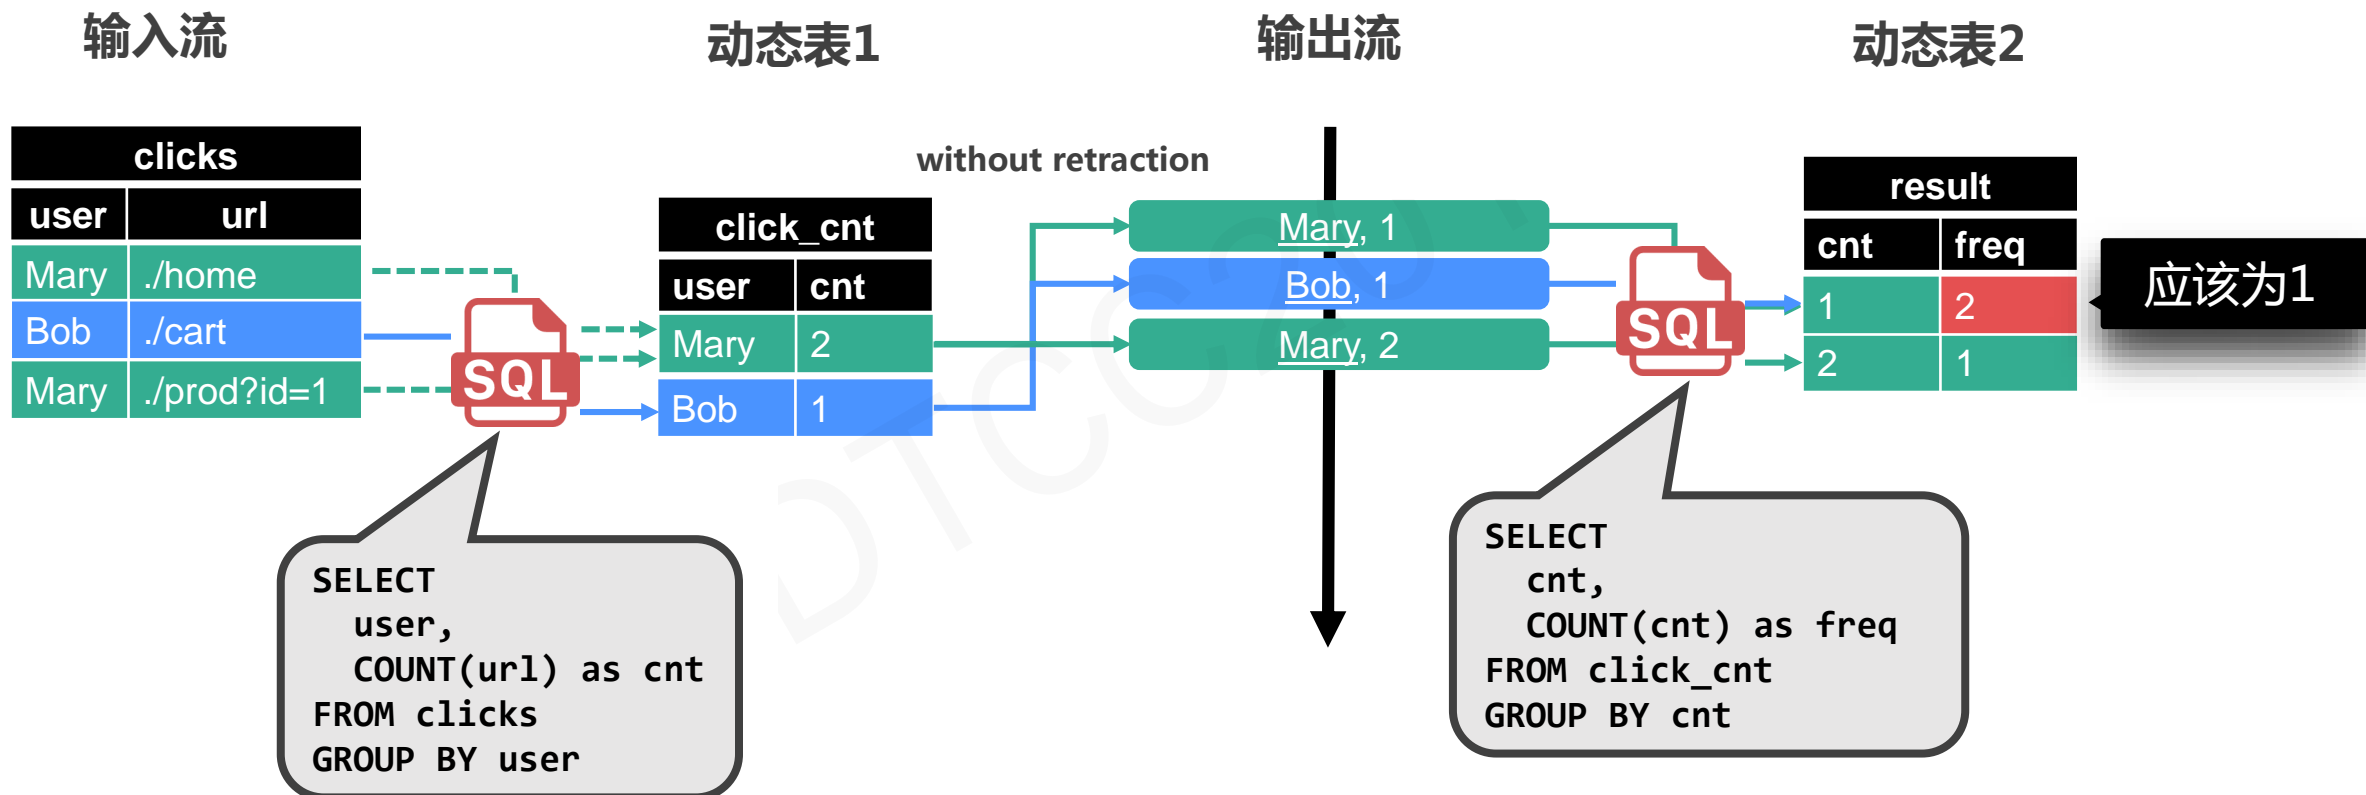 输入流
动态表1
输出流
动态表2
clicks
user url
Mary ./home
Bob ./cart
Mary ./prod?id=1
SQL
click_cnt
user cnt
Mary 2
Bob 1
without retraction
Mary, 1
Bob, 1
Mary, 2
SQL
result
cnt freq
1 2
2 1
应该为1
SELECT
user,
COUNT(url) as cnt
FROM clicks
GROUP BY user
SELECT
cnt,
COUNT(cnt) as freq
FROM click_cnt
GROUP BY cnt